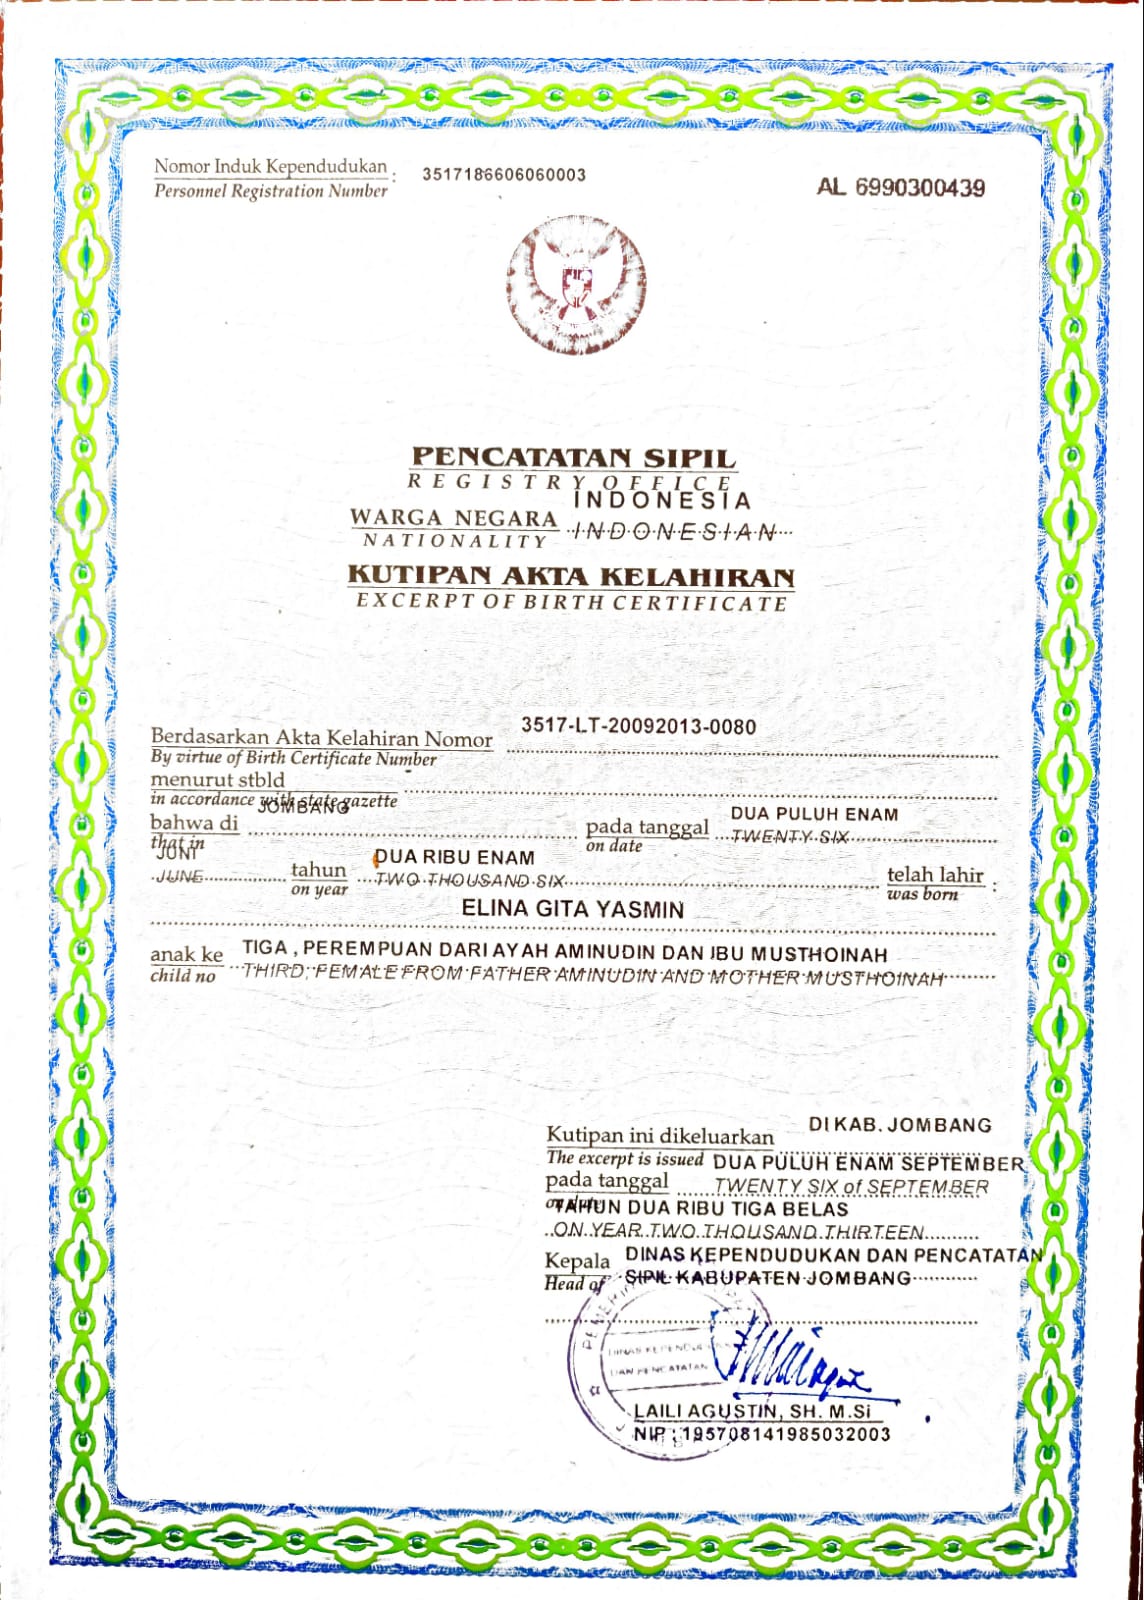 Nomor Induk Kependudukan : 3517186606060003
Personnel Registration Number
AL 6990300439
PENCATATAN SIPIL
REGISTRY OFFICE
INDONESIA
WARGA NEGARA
INDONESIAN
NATIONALITY
KUTIPAN AKTA KELAHIRAN
EXCERPT OF BIRTH CERTIFICATE
3517-LT-20092013-0080
Berdasarkan Akta Kelahiran Nomor
By virtue of Birth Certificate Number
menurut stbld
in accordance with state gazette
JOMBANG
DUA PULUH ENAM
bahwa di
pada tanggal
TWENTY SIX
that in
on date
JUNI
DUA RIBU ENAM
JUNE
tahun
TWO THOUSAND SIX
telah lahir :
on year
was born
ELINA GITA YASMIN
anak ke TIGA , PEREMPUAN DARI AYAH AMINUDIN DAN IBU MUSTHOINAH
child no THIRD, FEMALE FROM FATHER AMINUDIN AND MOTHER MUSTHOINAH
Kutipan ini dikeluarkan DI KAB. JOMBANG
The excerpt is issued DUA PULUH ENAM SEPTEMBER
pada tanggal TWENTY SIX of SEPTEMBER
on date TAHUN DUA RIBU TIGA BELAS
ON YEAR TWO THOUSAND THIRTEEN
Kepala DINAS KEPENDUDUKAN DAN PENCATATAN
Head of SIPIL KABUPATEN JOMBANG
DINAS KEPENDUDUKAN
DAN PENCATATAN
LAILI AGUSTIN, SH. M.Si
NIP : 195708141985032003